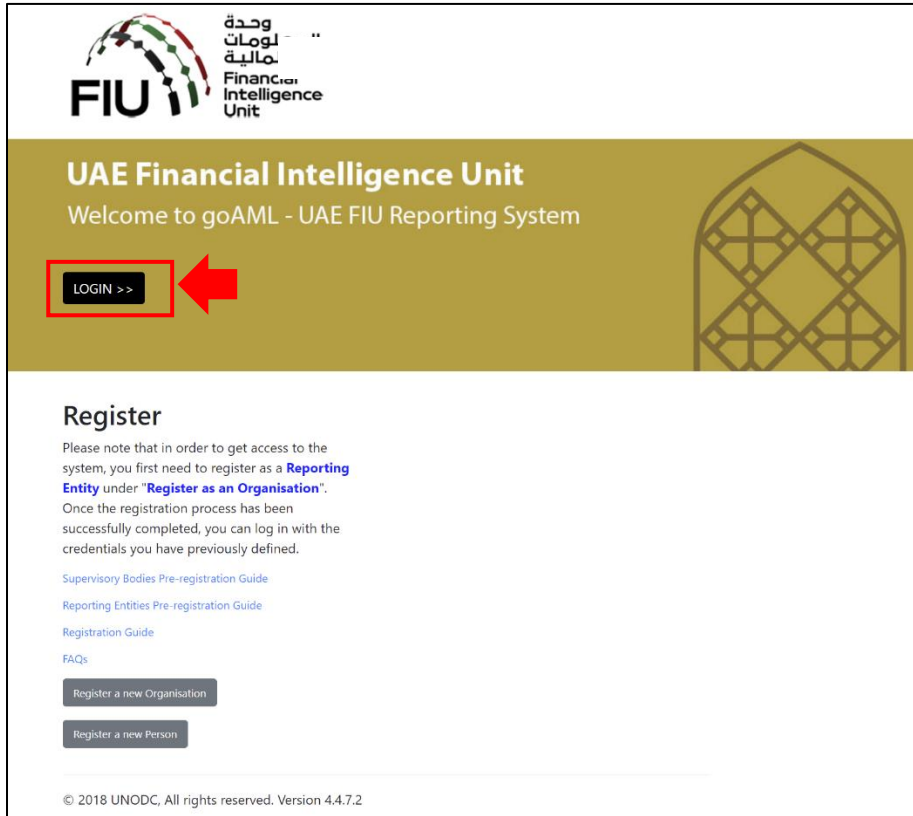 وحدة
مالية
FIU
Intelligence
Unit
UAE Financial Intelligence Unit
Welcome to goAML - UAE FIU Reporting System
LOGIN >>
Register
Please note that in order to get access to the
system, you first need to register as a Reporting
Entity under "Register as an Organisation".
Once the registration process has been
successfully completed, you can log in with the
credentials you have previously defined.
Supervisory Bodies Pre-registration Guide
Reporting Entities Pre-registration Guide
Registration Guide
FAQs
Register a new Organisation
Register a new Person
© 2018 UNODC, All rights reserved. Version 4.4.7.2